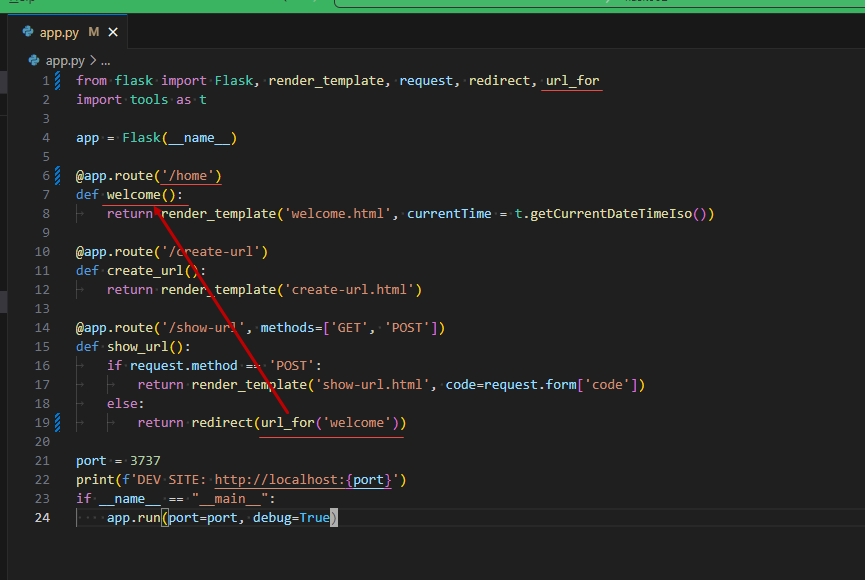 app.py M
app.py > ...
1 from flask import Flask, render_template, request, redirect, url_for
2 import tools as t
3
4 app = Flask(__name__)
5
6 @app.route('/home')
7 def welcome():
8     return render_template('welcome.html', currentTime = t.getCurrentDateTimeIso())
9
10 @app.route('/create-url')
11 def create_url():
12     return render_template('create-url.html')
13
14 @app.route('/show-url', methods=['GET', 'POST'])
15 def show_url():
16     if request.method == 'POST':
17         return render_template('show-url.html', code=request.form['code'])
18     else:
19         return redirect(url_for('welcome'))
20
21 port = 3737
22 print(f'DEV SITE: http://localhost:{port}')
23 if __name__ == "__main__":
24     app.run(port=port, debug=True)